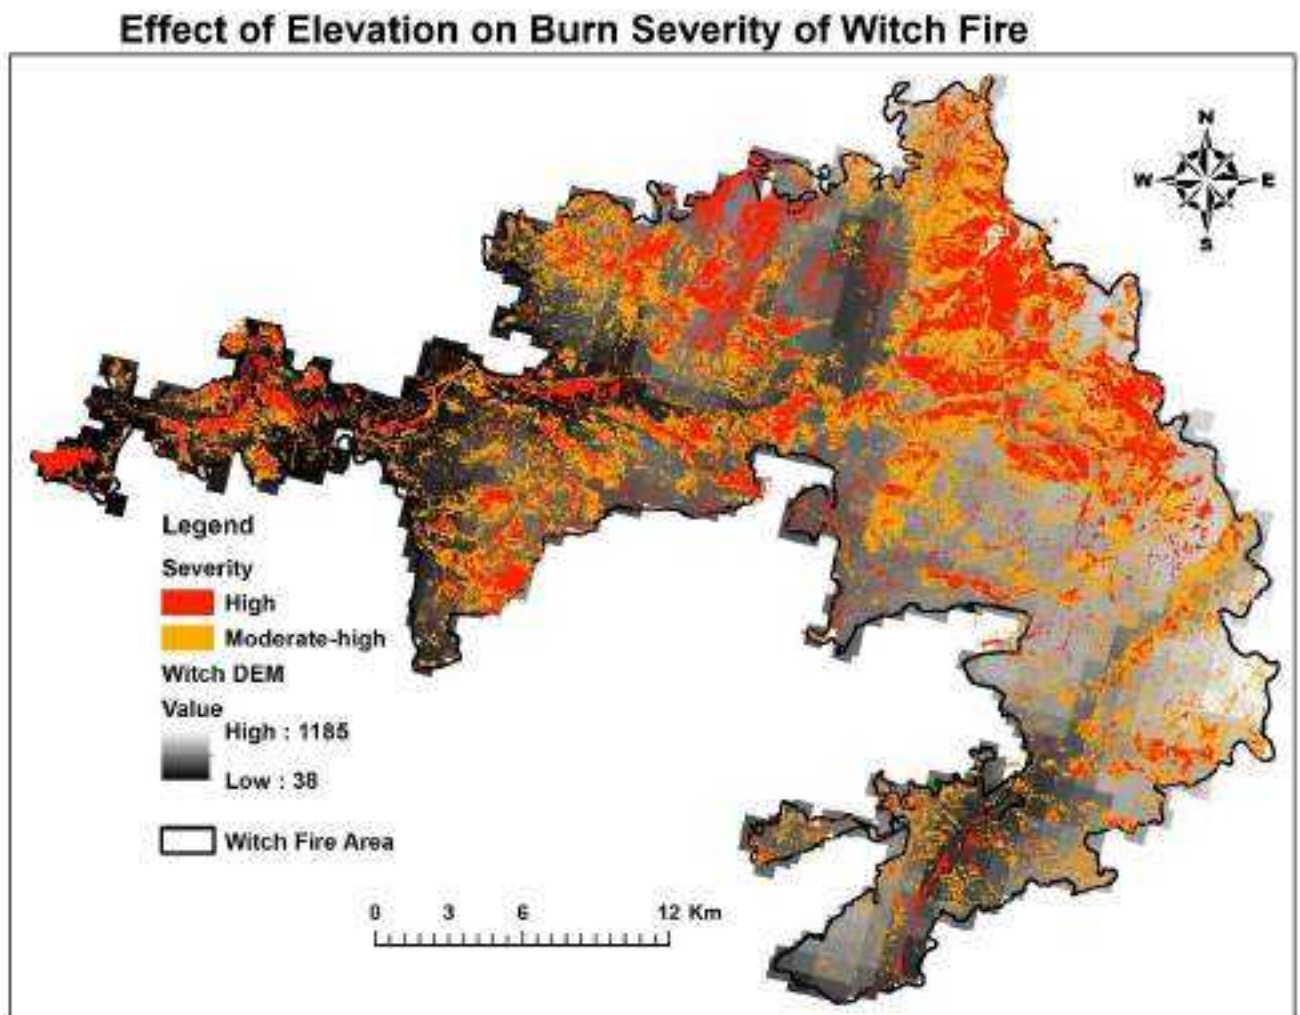 Effect of Elevation on Burn Severity of Witch Fire
N
W E
S
Legend
Severity
High
Moderate-high
Witch DEM
Value
High : 1185
Low : 38
Witch Fire Area
0 3 6 12 Km